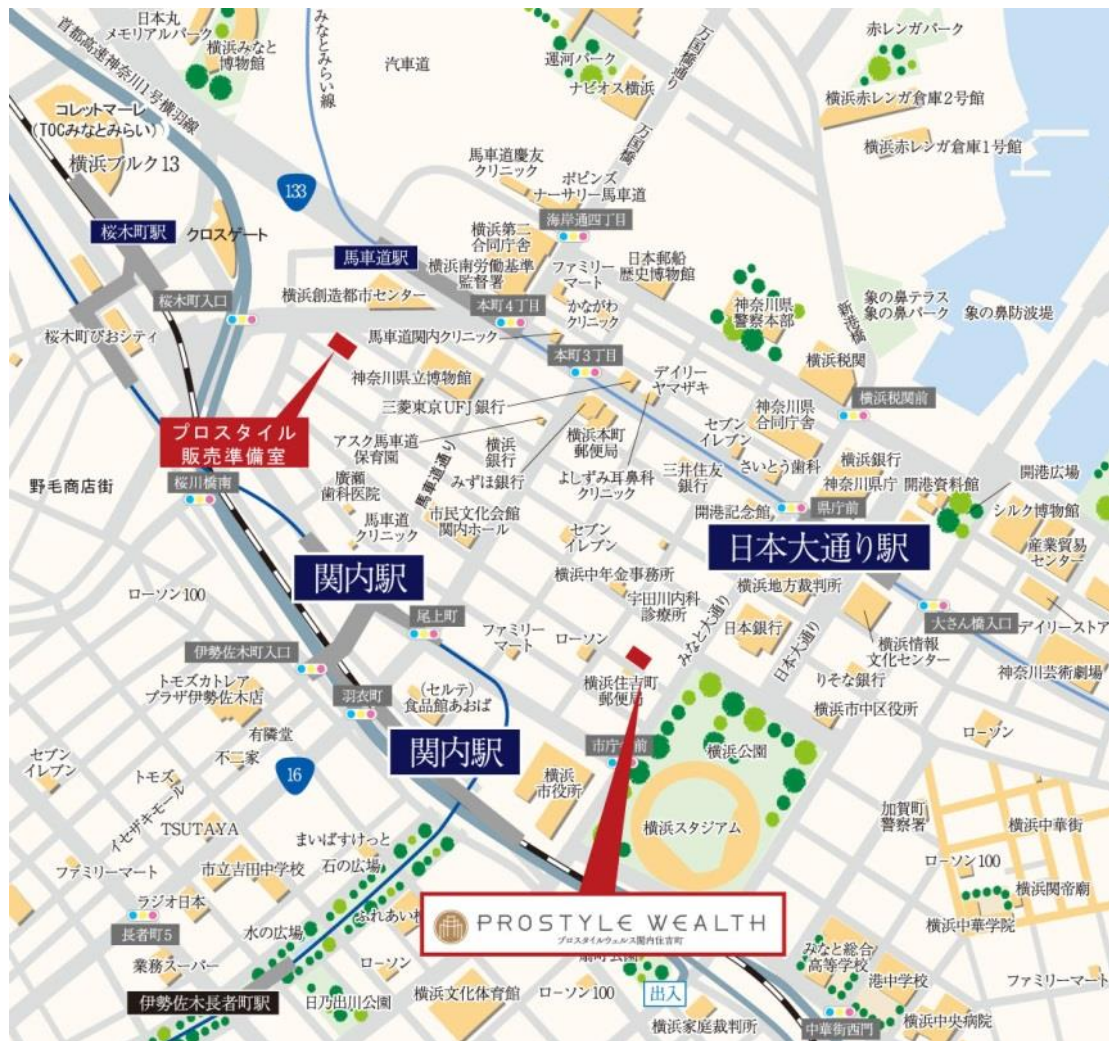 日本丸
メモリアルパーク
横浜みなと
博物館
首都高速神奈川1号横羽線
みなとみらい線
汽車道
運河パーク
ナビオス横浜
万国橋通り
万国橋
赤レンガパーク
横浜赤レンガ倉庫2号館
横浜赤レンガ倉庫1号館
コレットマーレ
(TOCみなとみらい)
横浜ブルク13
133
馬車道慶友
クリニック
ポピンズ
ナーサリー馬車道
海岸通四丁目
桜木町駅
クロスゲート
馬車道駅
横浜第二
合同庁舎
横浜南労働基準
監督署
ファミリー
マート
日本郵船
歴史博物館
桜木町入口
横浜創造都市センター
本町4丁目
かながわ
クリニック
神奈川県
警察本部
新港橋
象の鼻テラス
象の鼻パーク
象の鼻防波堤
桜木町ぴおシティ
馬車道関内クリニック
本町3丁目
横浜税関
神奈川県立博物館
デイリー
ヤマザキ
横浜税関前
三菱東京UFJ銀行
神奈川県
合同庁舎
プロスタイル
販売準備室
アスク馬車道
保育園
横浜
銀行
横浜本町
郵便局
セブン
イレブン
馬車道通り
みずほ銀行
よしずみ耳鼻科
クリニック
三井住友
銀行
さいとう歯科
横浜銀行
神奈川県庁
開港広場
開港資料館
野毛商店街
桜川橋南
廣瀬
歯科医院
市民文化会館
関内ホール
開港記念館
県庁前
シルク博物館
馬車道
クリニック
セブン
イレブン
日本大通り駅
産業貿易
センター
関内駅
横浜中年金事務所
横浜地方裁判所
ローソン100
宇田川内科
診療所
尾上町
ファミリー
マート
ローソン
みなと大通り
日本銀行
日本大通り
大さん橋入口
デイリーストア
横浜情報
文化センター
伊勢佐木町入口
横浜住吉町
郵便局
りそな銀行
神奈川芸術劇場
トモズカトレア
プラザ伊勢佐木店
羽衣町
(セルテ)
食品館あおば
横浜市中区役所
有隣堂
関内駅
横浜公園
ローソン
セブン
イレブン
不二家
16
横浜
市役所
トモズ
イセザキモール
TSUTAYA
横浜スタジアム
加賀町
警察署
横浜中華街
まいばすけっと
石の広場
ファミリーマート
市立吉田中学校
ローソン100
横浜関帝廟
ラジオ日本
長者町5
水の広場
PROSTYLE WEALTH
プロスタイルウェルス関内住吉町
横浜中華学院
業務スーパー
ローソン
みなと総合
高等学校
伊勢佐木長者町駅
日乃出川公園
横浜文化体育館
ローソン100
出入
港中学校
ファミリーマート
横浜家庭裁判所
中華街西門
横浜中央病院